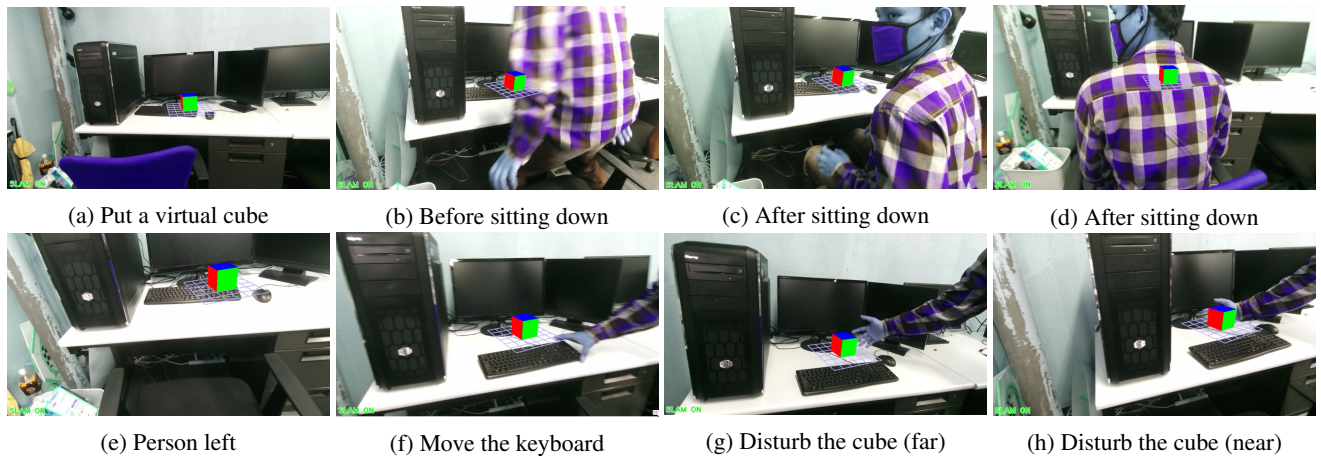 SLAM ON
SLAM ON
SLAM ON
SLAM ON
(a) Put a virtual cube
(b) Before sitting down
(c) After sitting down
(d) After sitting down
SLAM ON
SLAM ON
SLAM ON
SLAM ON
(e) Person left
(f) Move the keyboard
(g) Disturb the cube (far)
(h) Disturb the cube (near)